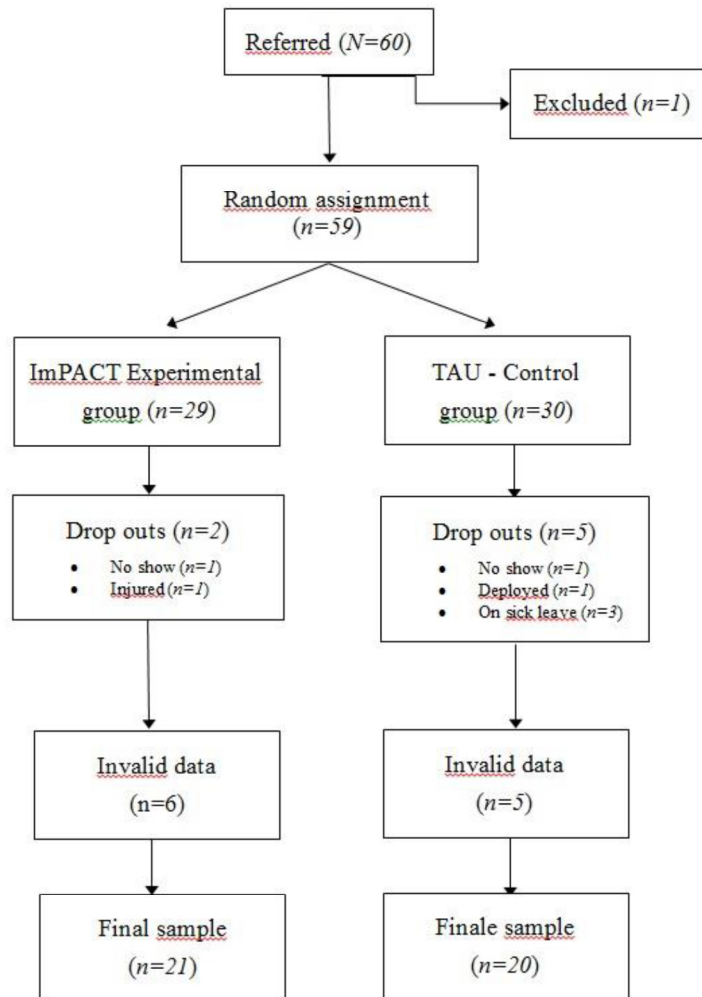 Referred (N=60)
Excluded (n=1)
Random assignment
(n=59)
ImPACT Experimental
group (n=29)
TAU - Control
group (n=30)
Drop outs (n=2)
• No show (n=1)
• Injured (n=1)
Drop outs (n=5)
• No show (n=1)
• Deployed (n=1)
• On sick leave (n=3)
Invalid data
(n=6)
Invalid data
(n=5)
Final sample
(n=21)
Finale sample
(n=20)